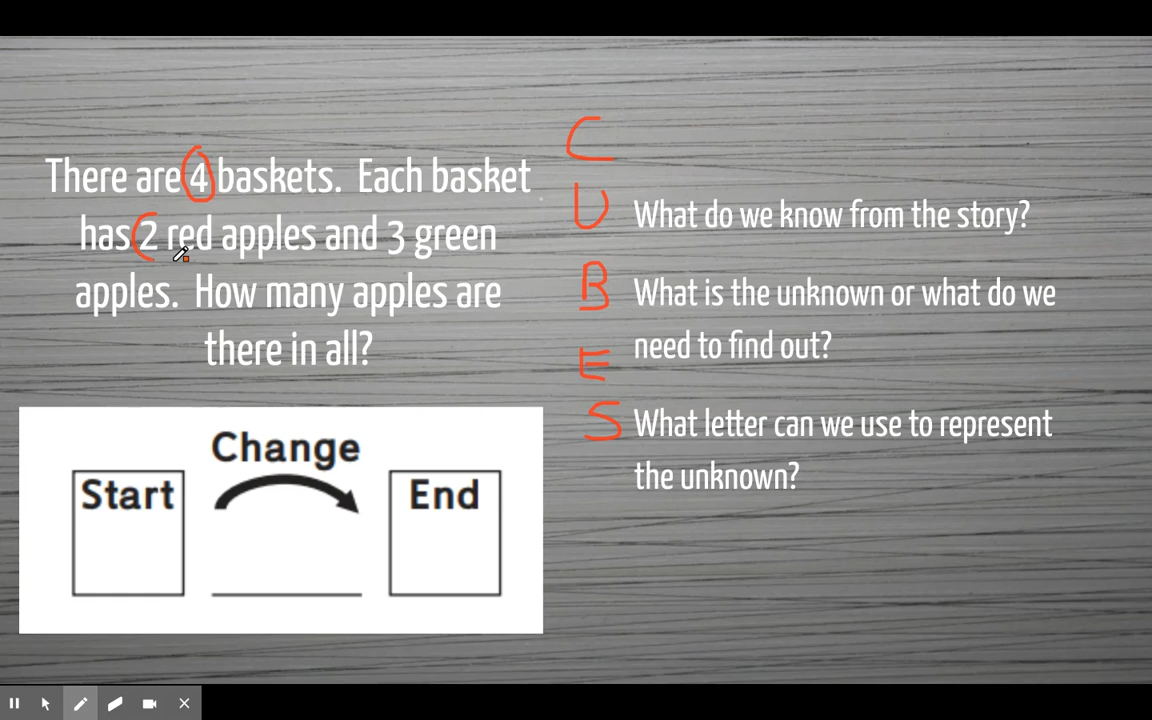 There are 4 baskets. Each basket
has 2 red apples and 3 green
apples. How many apples are
there in all?
C
U
B
E
S
What do we know from the story?
What is the unknown or what do we
need to find out?
What letter can we use to represent
the unknown?
Change
Start
End